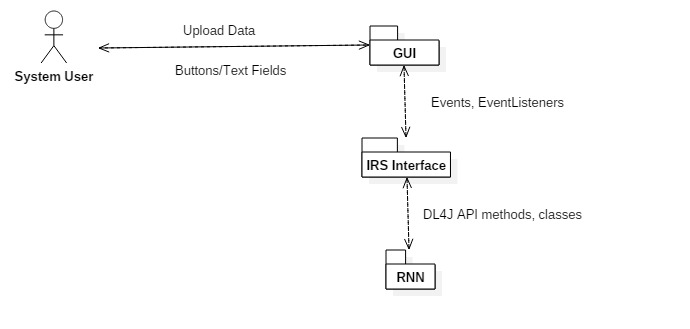 Upload Data
GUI
System User
Buttons/Text Fields
Events, EventListeners
IRS Interface
DL4J API methods, classes
RNN